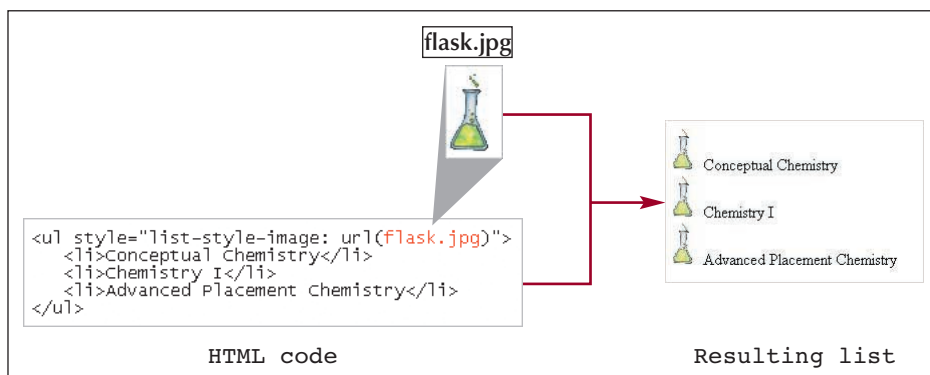 flask.jpg
<ul style="list-style-image: url(flask.jpg)">
<li>Conceptual Chemistry</li>
<li>Chemistry I</li>
<li>Advanced Placement Chemistry</li>
</ul>
HTML code
Conceptual Chemistry
Chemistry I
Advanced Placement Chemistry
Resulting list